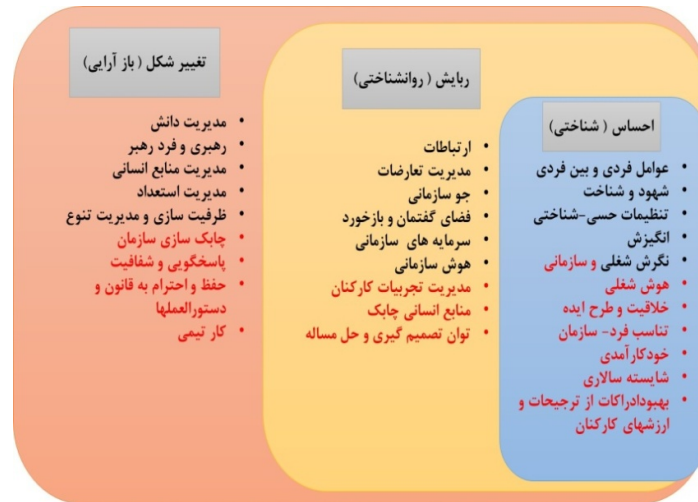 احساس ( شناختی)
• عوامل فردی و بین فردی
• شهود و شناخت
• تنظیمات حسی-شناختی
• انگیزش
• نگرش شغلی و سازمانی
• هوش شغلی
• خلاقیت و طرح ایده
• تناسب فرد- سازمان
• خودکارآمدی
• شایسته سالاری
• بهبودادراکات از ترجیحات و
ارزشهای کارکنان
ربایش ( روانشناختی)
• ارتباطات
• مدیریت تعارضات
• جو سازمانی
• فضای گفتمان و بازخورد
• سرمایه های سازمانی
• هوش سازمانی
• مدیریت تجربیات کارکنان
• منابع انسانی چابک
• توان تصمیم گیری و حل مساله
تغییر شکل ( باز آرایی)
• مدیریت دانش
• رهبری و فرد رهبر
• مدیریت منابع انسانی
• مدیریت استعداد
• ظرفیت سازی و مدیریت تنوع
• چابک سازی سازمان
• پاسخگویی و شفافیت
• حفظ و احترام به قانون و
دستورالعملها
• کار تیمی